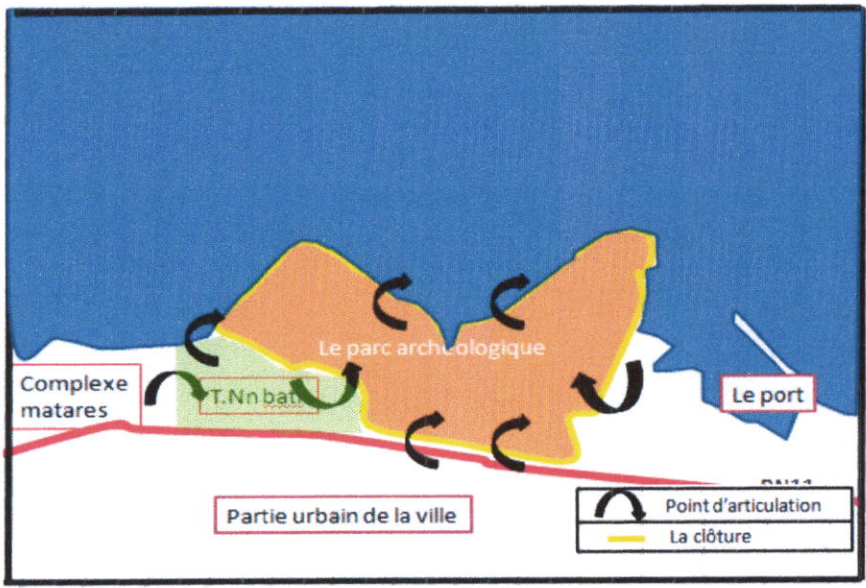 Le parc archéologique
Complexe
matares
T.Nn bati
Le port
RN11
Partie urbain de la ville
Point d'articulation
La clôture